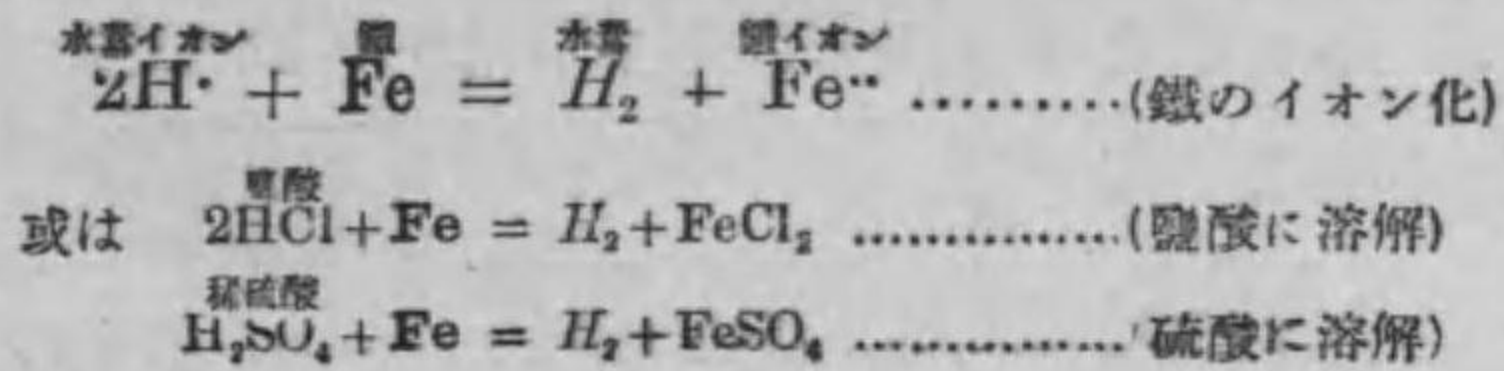 水素イオン 鐵 水素 鐵イオン
2H· + Fe = H₂ + Fe·· .........(鐵のイオン化)
鹽酸
或は 2HCl+Fe = H₂+FeCl₂ ...............(鹽酸に溶解)
稀硫酸
H₂SO₄+Fe = H₂+FeSO₄ ...............硫酸に溶解)